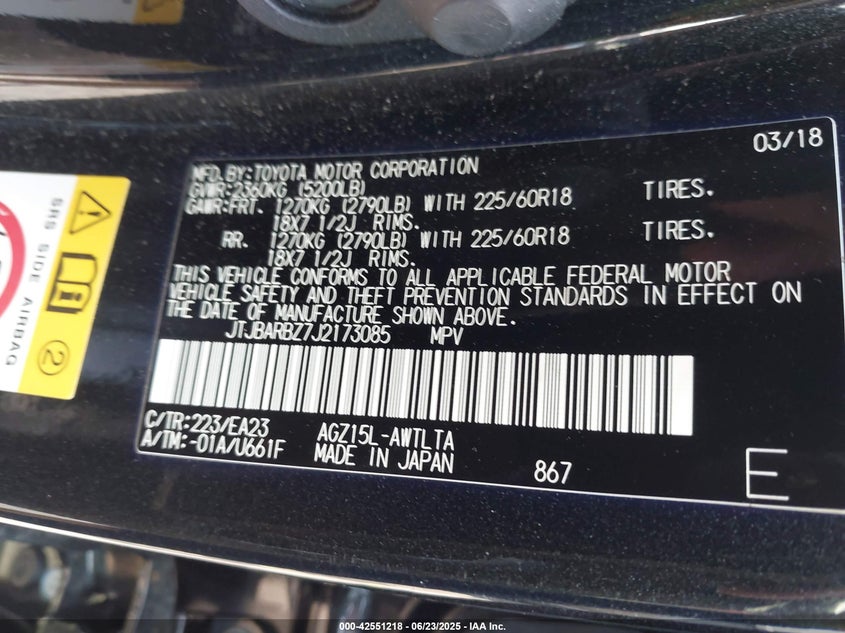 03/18
MFD.BY:TOYOTA MOTOR CORPORATION
GVWR:2360KG (5200LB)
GAWR:FRT. 1270KG (2790LB) WITH 225/60R18 TIRES.
18X7 1/2J RIMS.
RR. 1270KG (2790LB) WITH 225/60R18 TIRES.
18X7 1/2J RIMS.
THIS VEHICLE CONFORMS TO ALL APPLICABLE FEDERAL MOTOR
VEHICLE SAFETY AND THEFT PREVENTION STANDARDS IN EFFECT ON
THE DATE OF MANUFACTURE SHOWN ABOVE.
JTJBARBZ7J2173085 MPV
C/TR:223/EA23 AGZ15L-AWTLTA
A/TM:-01A/U661F MADE IN JAPAN 867 E
SRS SIDE AIRBAG
2
000-42551218 - 06/23/2025 - IAA Inc.